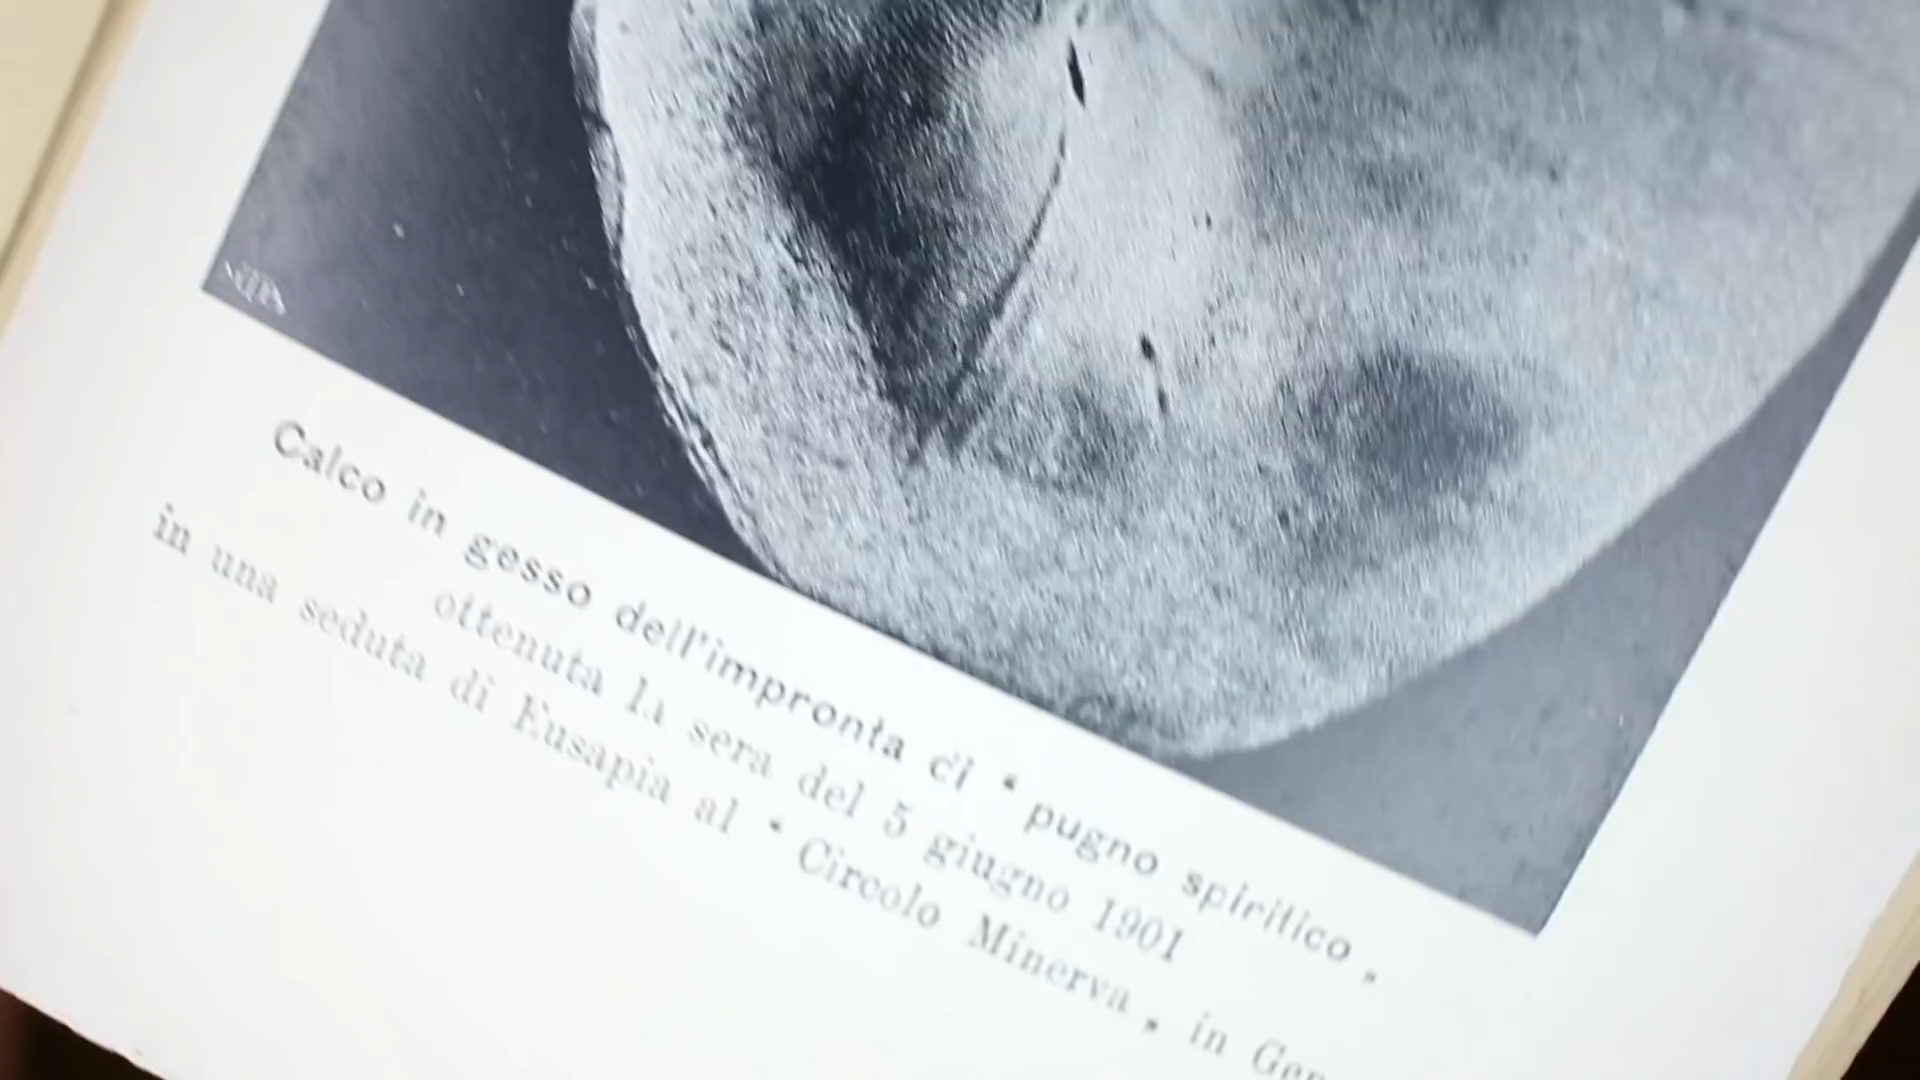 Calco in gesso dell'impronta di “ pugno spiritico „
ottenuta la sera del 5 giugno 1901
in una seduta di Eusapia al “ Circolo Minerva „ in